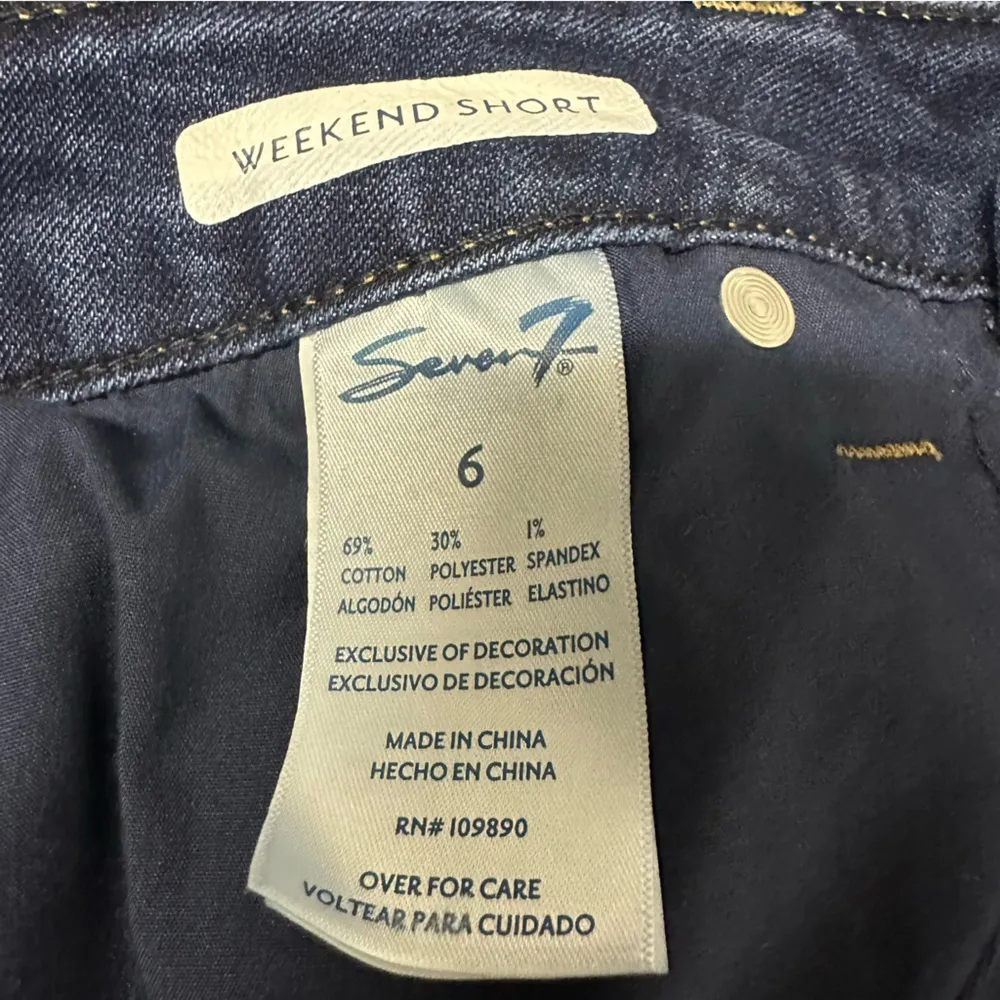 WEEKEND SHORT
Seven7®
6
69% 30% 1%
COTTON POLYESTER SPANDEX
ALGODÓN POLIÉSTER ELASTINO
EXCLUSIVE OF DECORATION
EXCLUSIVO DE DECORACIÓN
MADE IN CHINA
HECHO EN CHINA
RN# 109890
OVER FOR CARE
VOLTEAR PARA CUIDADO